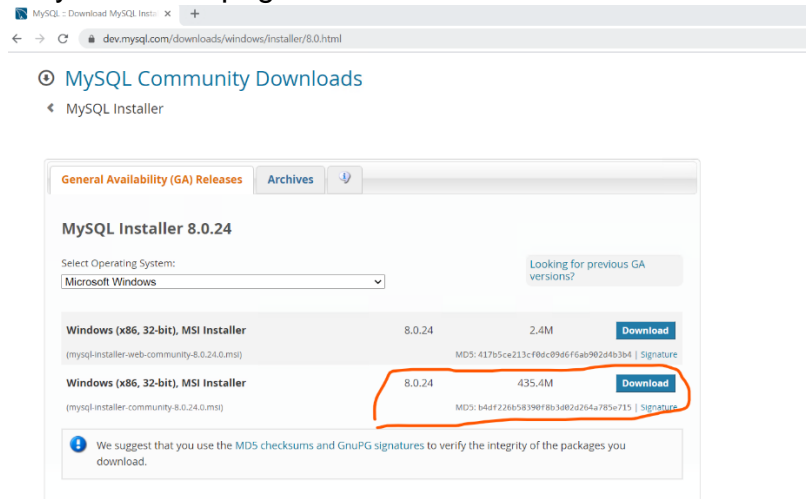 MySQL :: Download MySQL Insta
dev.mysql.com/downloads/windows/installer/8.0.html
MySQL Community Downloads
MySQL Installer
General Availability (GA) Releases Archives
MySQL Installer 8.0.24
Select Operating System:
Looking for previous GA
versions?
Microsoft Windows
Windows (x86, 32-bit), MSI Installer 8.0.24 2.4M Download
(mysql-installer-web-community-8.0.24.0.msi) MD5: 417b5ce213cf0dc09d6f6ab902d4b3b4 | Signature
Windows (x86, 32-bit), MSI Installer 8.0.24 435.4M Download
(mysql-installer-community-8.0.24.0.msi) MD5: b4df226b58390f8b3d02d264a785e715 | Signature
We suggest that you use the MD5 checksums and GnuPG signatures to verify the integrity of the packages you
download.